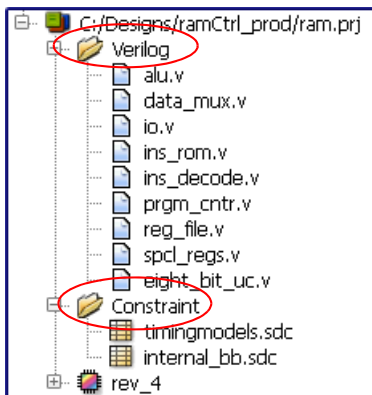 C:/Designs/ramCtrl_prod/ram.prj
Verilog
alu.v
data_mux.v
io.v
ins_rom.v
ins_decode.v
prgm_cntr.v
reg_file.v
spcl_regs.v
eight_bit_uc.v
Constraint
timingmodels.sdc
internal_bb.sdc
rev_4